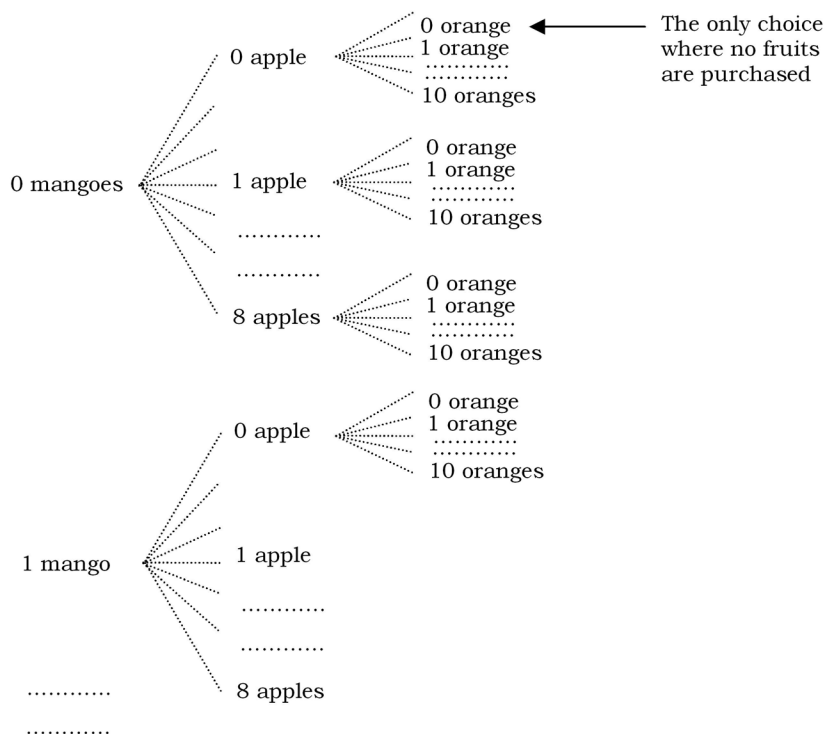 0 orange
The only choice
0 apple
1 orange
where no fruits
............
............
are purchased
10 oranges
0 orange
0 mangoes
1 apple
1 orange
............
............
10 oranges
............
............
0 orange
8 apples
1 orange
............
............
10 oranges
0 orange
0 apple
1 orange
............
............
10 oranges
1 mango
1 apple
............
............
8 apples
............
............